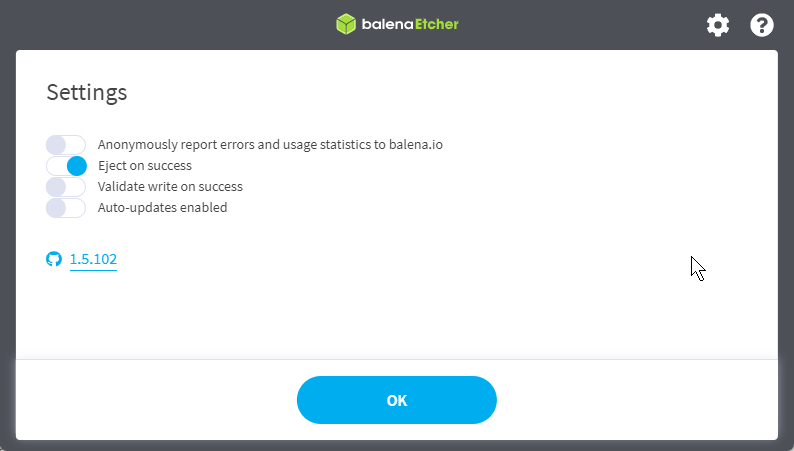 balenaEtcher
Settings
Anonymously report errors and usage statistics to balena.io
Eject on success
Validate write on success
Auto-updates enabled
1.5.102
OK